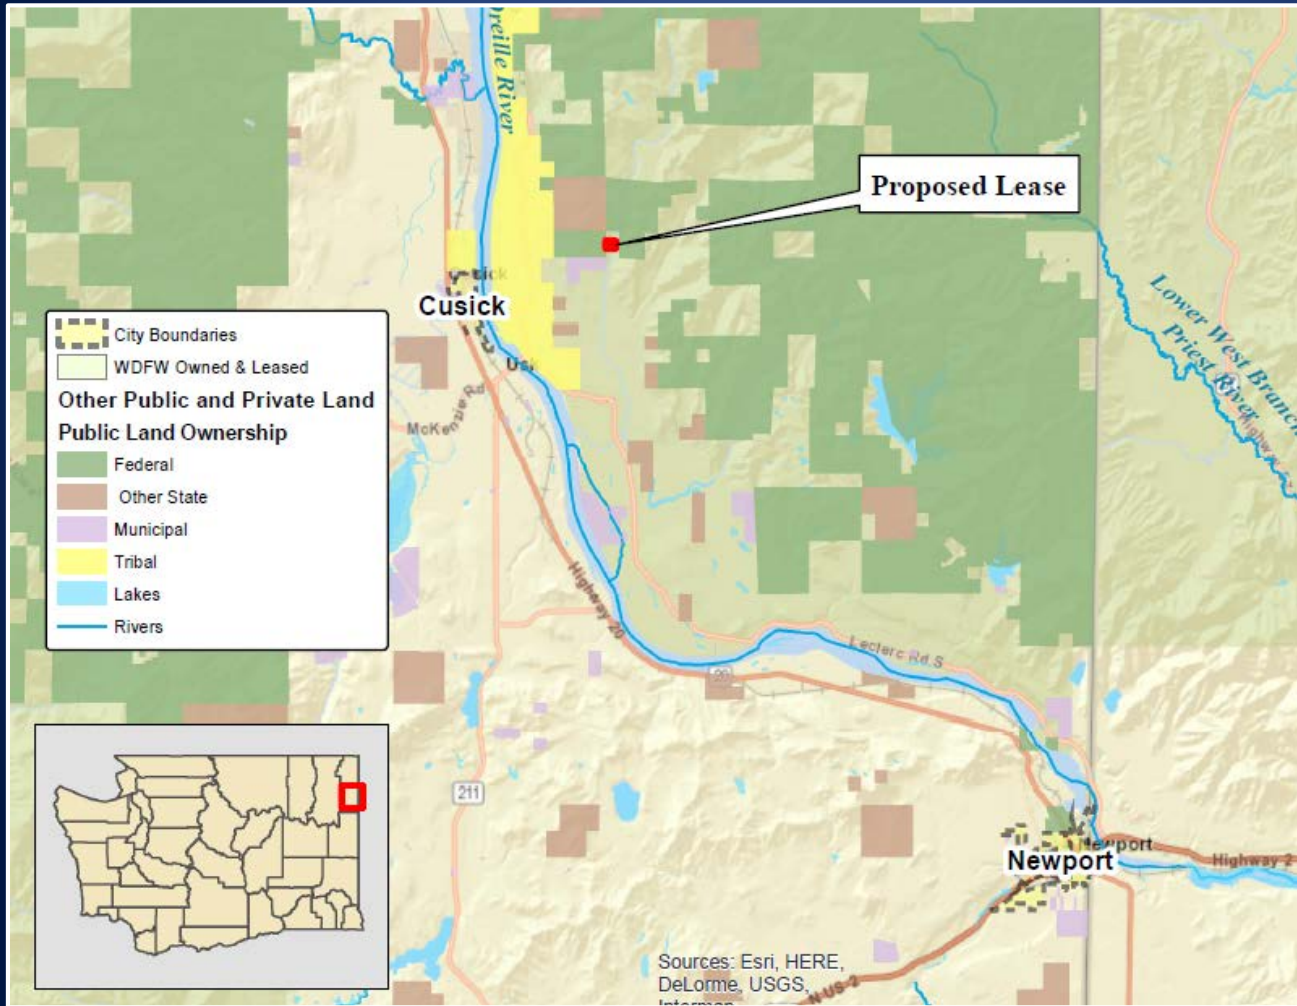 Oreille River
Proposed Lease
Cusick
Usk
McKenzie Rd
City Boundaries
WDFW Owned & Leased
Other Public and Private Land
Public Land Ownership
Federal
Other State
Municipal
Tribal
Lakes
Rivers
Lower West Branch
Priest River
Highway 20
20
Leclerc Rd S
211
Newport
Newport
Highway 2
N US 2
Sources: Esri, HERE,
DeLorme, USGS,
Intermap